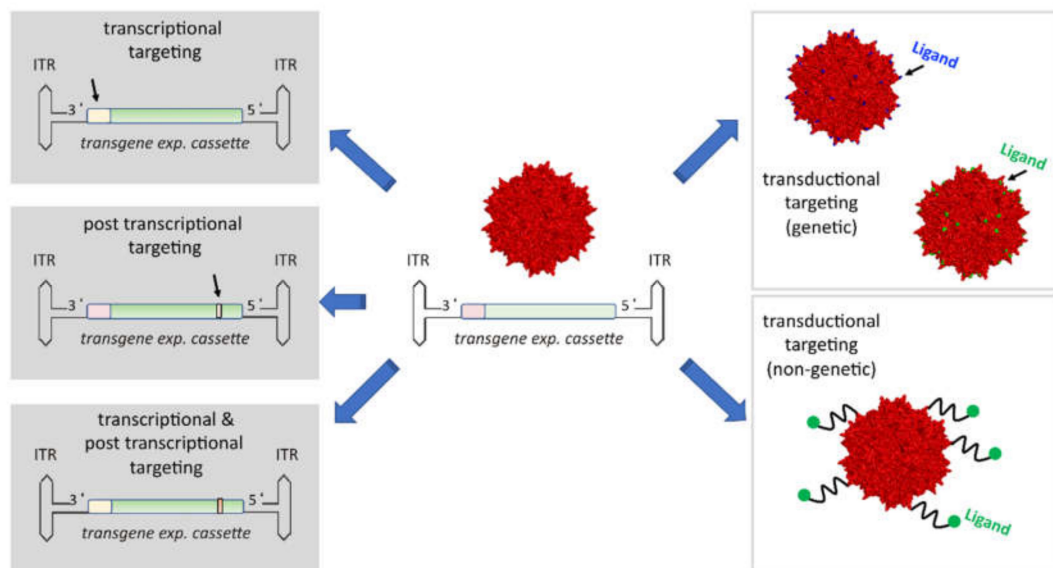 transcriptional
targeting
ITR
ITR
3 '
5 '
transgene exp. cassette
post transcriptional
targeting
ITR
ITR
3 '
5 '
transgene exp. cassette
transcriptional &
post transcriptional
targeting
ITR
ITR
3 '
5 '
transgene exp. cassette
ITR
ITR
3 '
5 '
transgene exp. cassette
Ligand
Ligand
transductional
targeting
(genetic)
transductional
targeting
(non-genetic)
Ligand